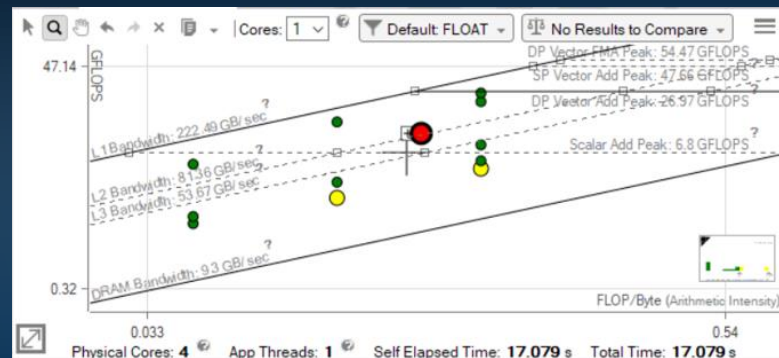 Cores: 1 Default: FLOAT No Results to Compare
GFLOPS
47.14
DP Vector FMA Peak: 54.47 GFLOPS
SP Vector Add Peak: 47.66 GFLOPS
DP Vector Add Peak: 26.97 GFLOPS
L1 Bandwidth: 222.49 GB/sec
?
Scalar Add Peak: 6.8 GFLOPS
?
L2 Bandwidth: 81.36 GB/sec
?
L3 Bandwidth: 53.67 GB/sec
?
DRAM Bandwidth: 9.3 GB/sec
?
0.32
FLOP/Byte (Arithmetic Intensity)
0.033
0.54
Physical Cores: 4 App Threads: 1 Self Elapsed Time: 17.079 s Total Time: 17.079 s